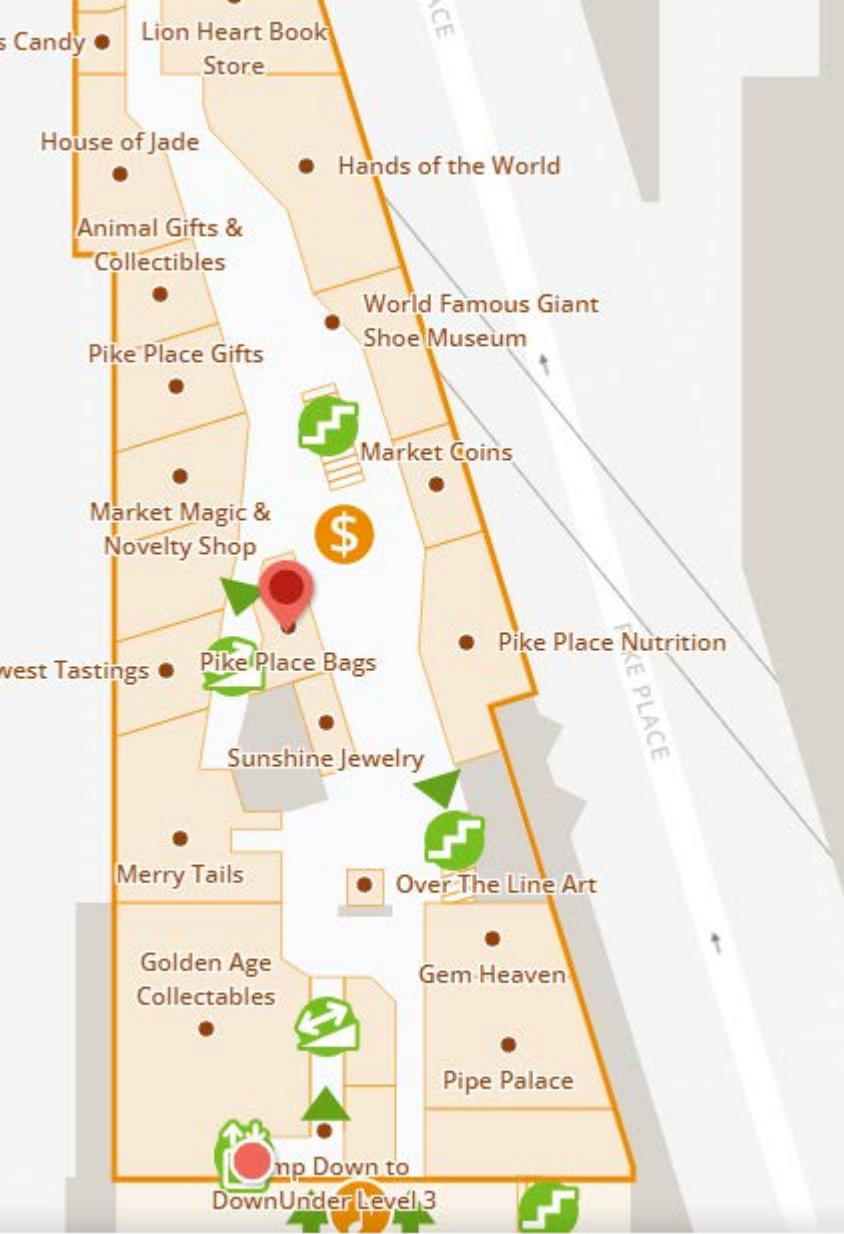 ACE
s Candy
Lion Heart Book
Store
House of Jade
Hands of the World
Animal Gifts &
Collectibles
World Famous Giant
Shoe Museum
Pike Place Gifts
Market Coins
Market Magic &
Novelty Shop
$
Pike Place Nutrition
west Tastings
Pike Place Bags
PIKE PLACE
Sunshine Jewelry
Merry Tails
Over The Line Art
Golden Age
Collectables
Gem Heaven
Pipe Palace
mp Down to
DownUnder Level 3